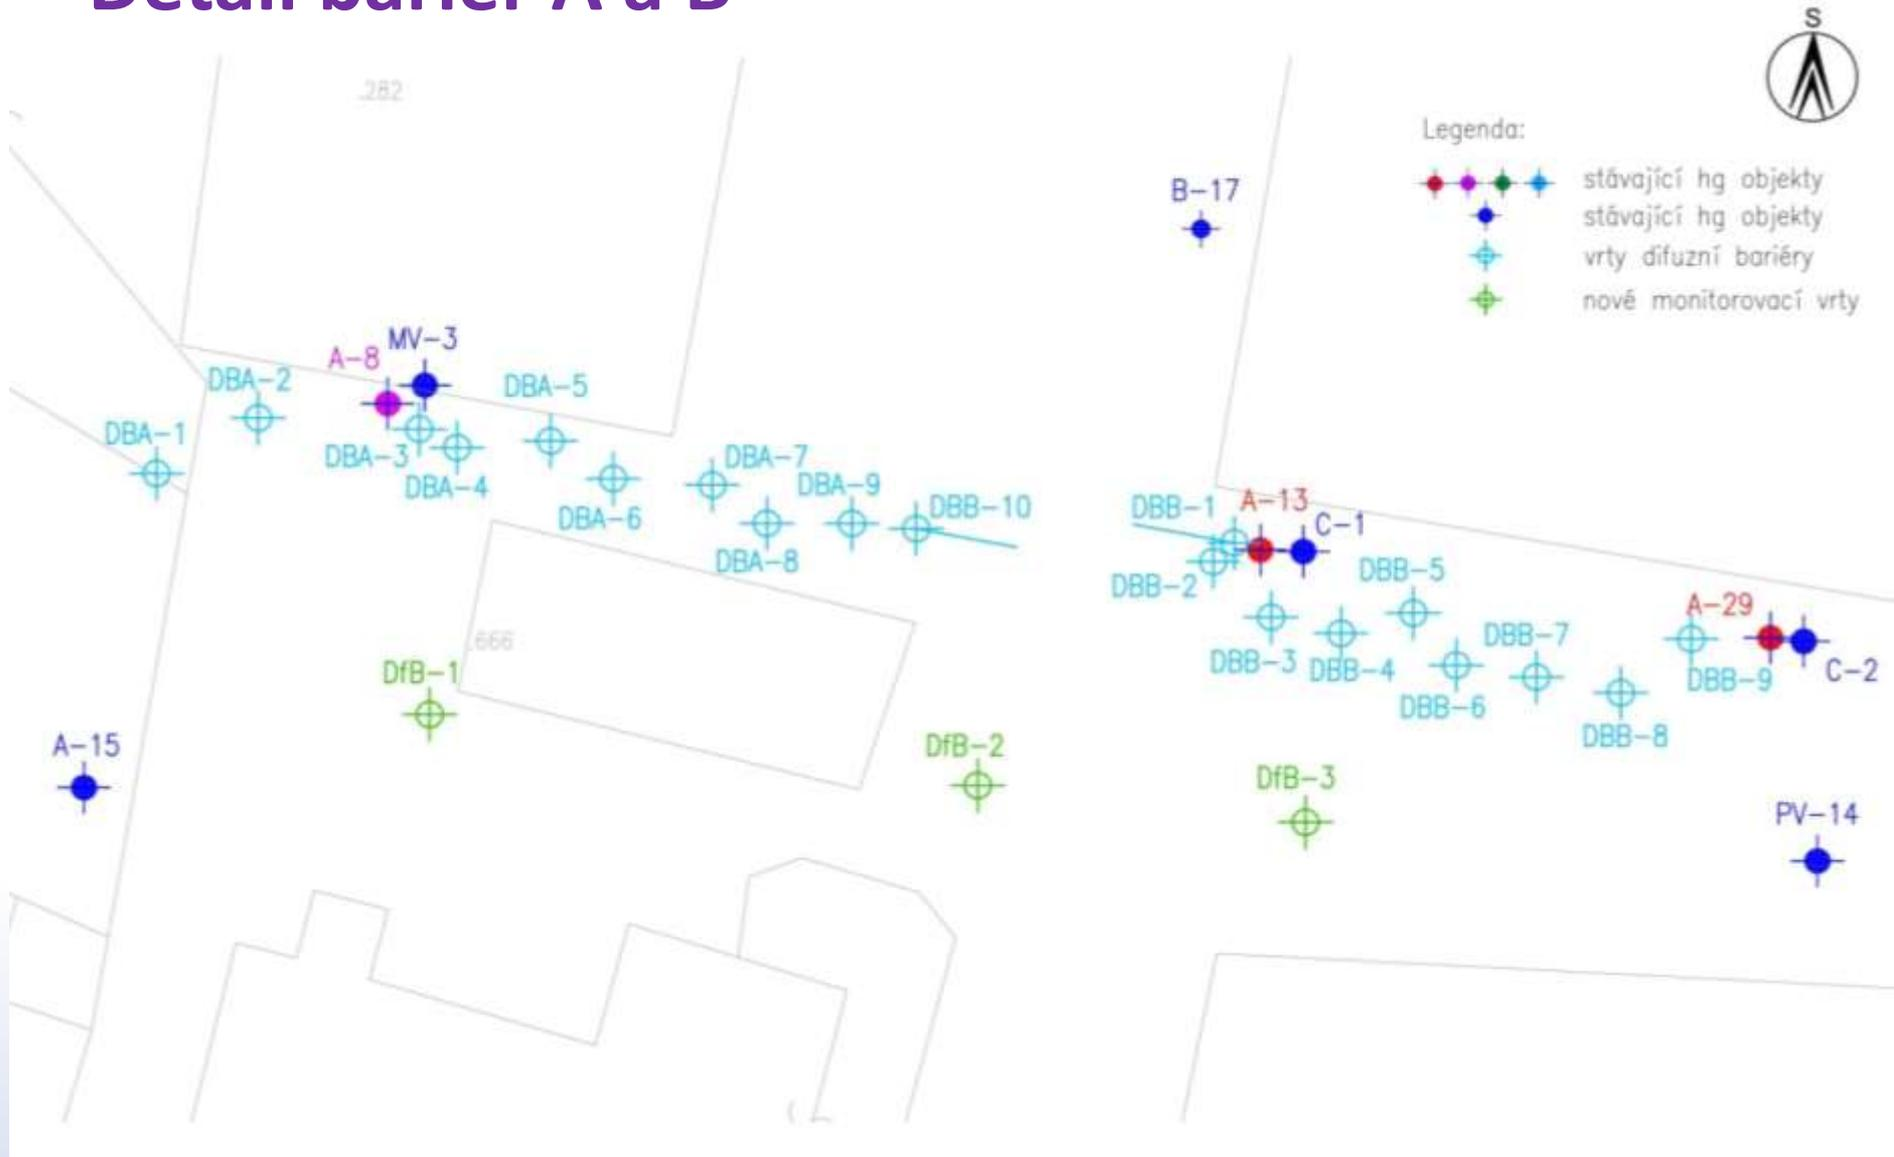 Detail bariér A a B
S
.282
Legenda:
stávající hg objekty
stávající hg objekty
vrty difuzní bariéry
nové monitorovací vrty
B-17
MV-3
A-8
DBA-2
DBA-5
DBA-1
DBA-3
DBA-4
DBA-7
DBA-9
DBA-6
DBB-10
DBA-8
DBB-1
A-13
C-1
DBB-2
DBB-5
A-29
DBB-7
DBB-3
DBB-4
DBB-9
C-2
DBB-6
DBB-8
.666
DfB-1
A-15
DfB-2
DfB-3
PV-14